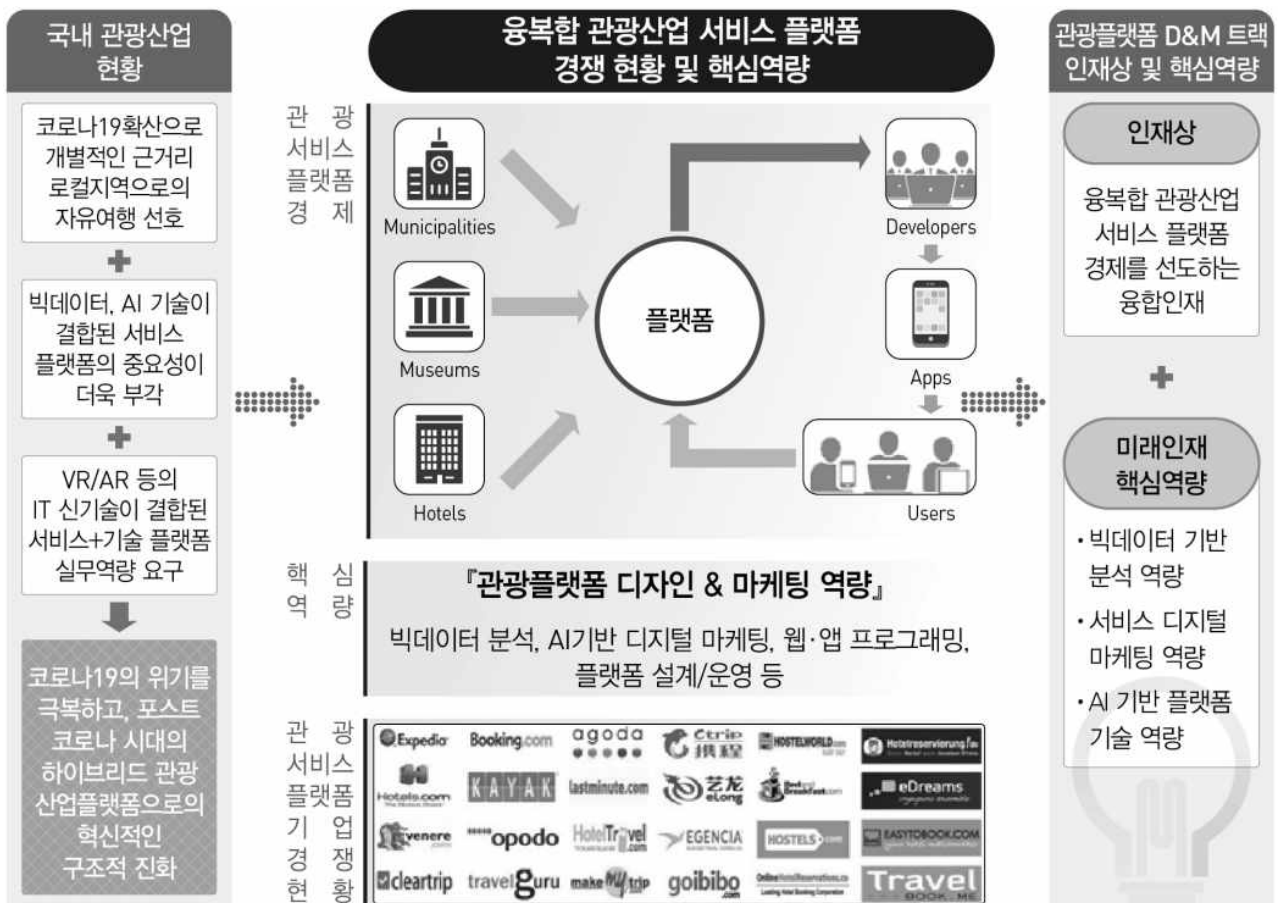 국내 관광산업
현황
코로나19확산으로
개별적인 근거리
로컬지역으로의
자유여행 선호
빅데이터, AI 기술이
결합된 서비스
플랫폼의 중요성이
더욱 부각
VR/AR 등의
IT 신기술이 결합된
서비스+기술 플랫폼
실무역량 요구
코로나19의 위기를
극복하고, 포스트
코로나 시대의
하이브리드 관광
산업플랫폼으로의
혁신적인
구조적 진화
융복합 관광산업 서비스 플랫폼
경쟁 현황 및 핵심역량
관 광
서비스
플랫폼
경 제
Municipalities
Museums
Hotels
플랫폼
Developers
Apps
Users
핵 심
역 량
『관광플랫폼 디자인 & 마케팅 역량』
빅데이터 분석, AI기반 디지털 마케팅, 웹·앱 프로그래밍,
플랫폼 설계/운영 등
관 광
서비스
플랫폼
기 업
경 쟁
현 황
Expedia Booking.com agoda Ctrip 携程 HOSTELWORLD.com Hotelreservierung.de
Hotels.com KAYAK lastminute.com 艺龙 eLong BedandBreakfast.com eDreams
venere.com opodo HotelTravel.com EGENCIA HOSTELS.com EASYTOBOOK.COM
cleartrip travelguru make my trip goibibo.com OnlineHotelReservations.co Travel BOOK.ME
관광플랫폼 D&M 트랙
인재상 및 핵심역량
인재상
융복합 관광산업
서비스 플랫폼
경제를 선도하는
융합인재
미래인재
핵심역량
· 빅데이터 기반
분석 역량
· 서비스 디지털
마케팅 역량
· AI 기반 플랫폼
기술 역량